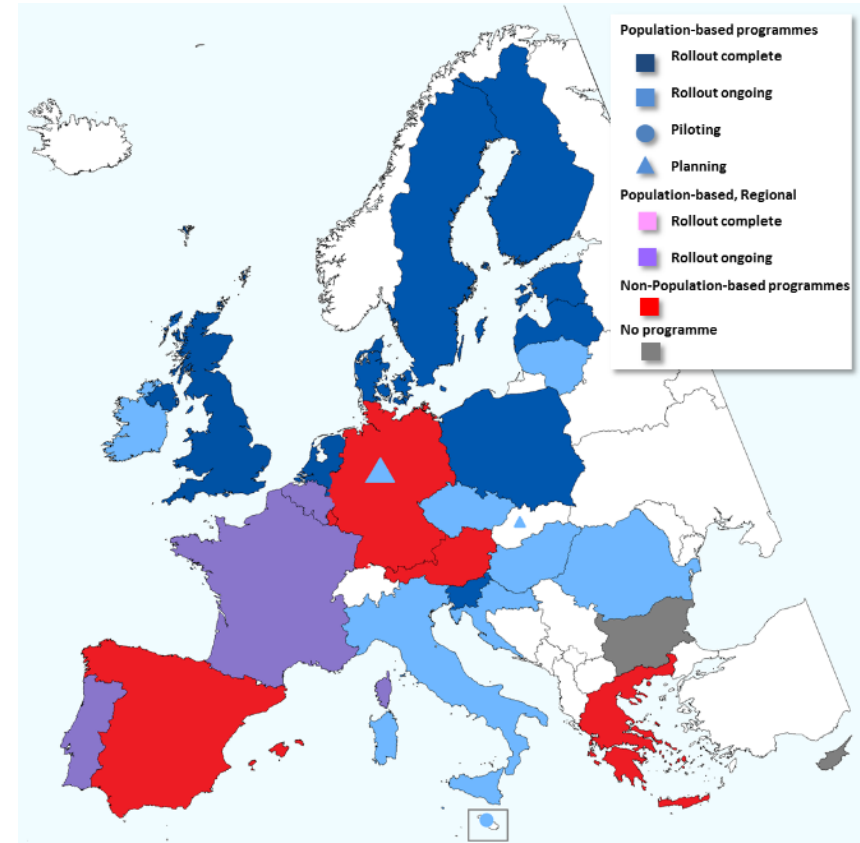 Population-based programmes
Rollout complete
Rollout ongoing
Piloting
Planning
Population-based, Regional
Rollout complete
Rollout ongoing
Non-Population-based programmes
No programme